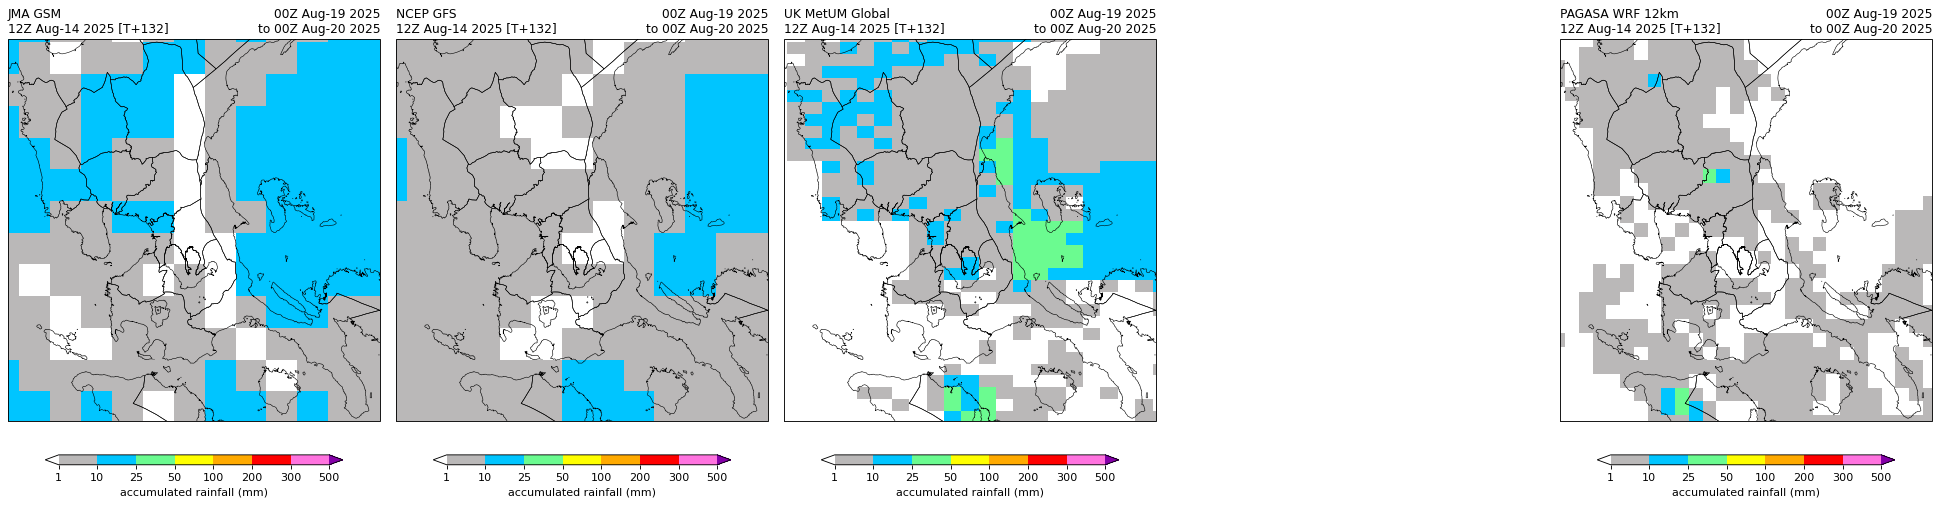 JMA GSM 00Z Aug-19 2025
12Z Aug-14 2025 [T+132] to 00Z Aug-20 2025
1 10 25 50 100 200 300 500
accumulated rainfall (mm)
NCEP GFS 00Z Aug-19 2025
12Z Aug-14 2025 [T+132] to 00Z Aug-20 2025
1 10 25 50 100 200 300 500
accumulated rainfall (mm)
UK MetUM Global 00Z Aug-19 2025
12Z Aug-14 2025 [T+132] to 00Z Aug-20 2025
1 10 25 50 100 200 300 500
accumulated rainfall (mm)
PAGASA WRF 12km 00Z Aug-19 2025
12Z Aug-14 2025 [T+132] to 00Z Aug-20 2025
1 10 25 50 100 200 300 500
accumulated rainfall (mm)